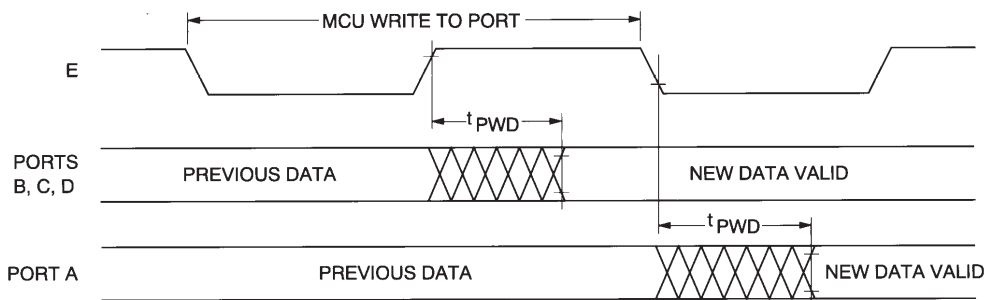 MCU WRITE TO PORT
E
t PWD
PORTS
B, C, D
PREVIOUS DATA
NEW DATA VALID
t PWD
PORT A
PREVIOUS DATA
NEW DATA VALID